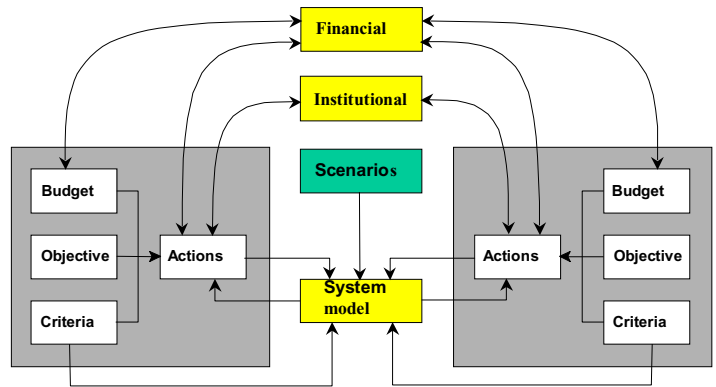 Financial
Institutional
Scenarios
Budget
Objective
Actions
Criteria
System
model
Budget
Actions
Objective
Criteria